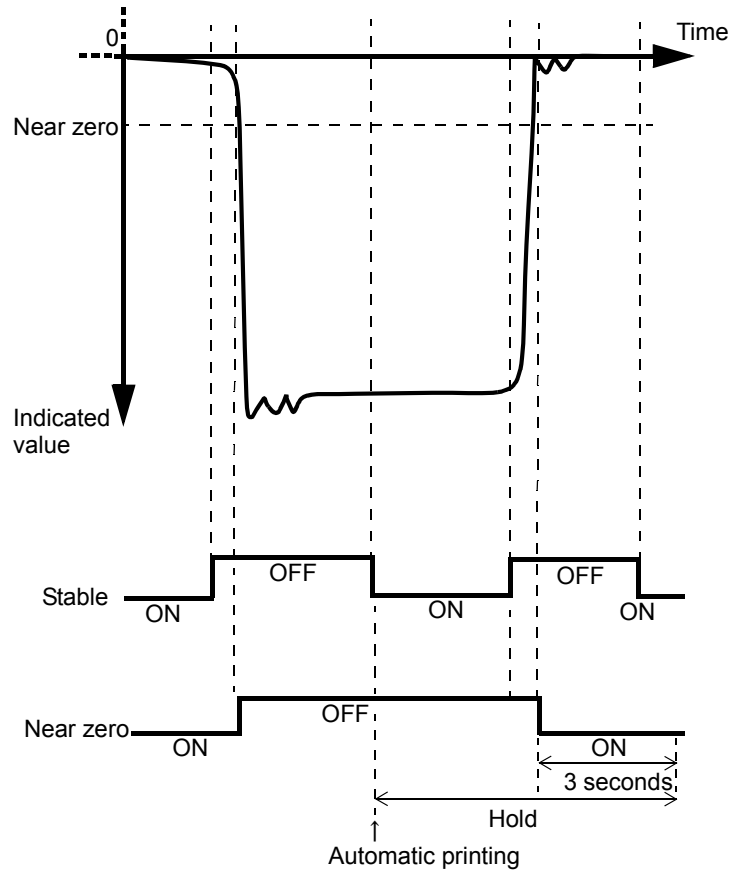 0
Time
Near zero
Indicated
value
OFF
OFF
Stable
ON
ON
ON
OFF
Near zero
ON
ON
3 seconds
Hold
↑
Automatic printing